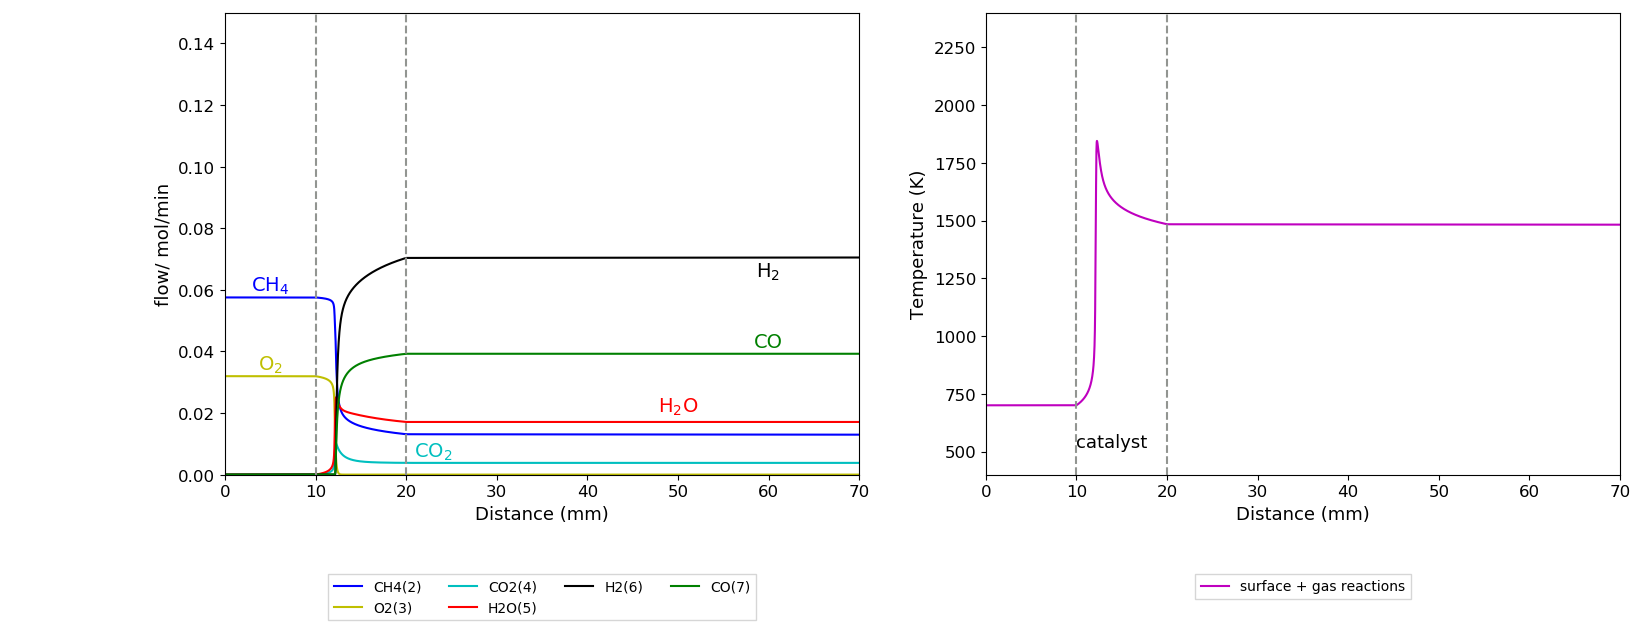 0.14
0.12
0.10
0.08
0.06
0.04
0.02
0.00
flow/ mol/min
CH₄
O₂
H₂
CO
H₂O
CO₂
0 10 20 30 40 50 60 70
Distance (mm)
CH4(2) CO2(4) H2(6) CO(7)
O2(3) H2O(5)
2250
2000
1750
1500
1250
1000
750
500
Temperature (K)
catalyst
0 10 20 30 40 50 60 70
Distance (mm)
surface + gas reactions